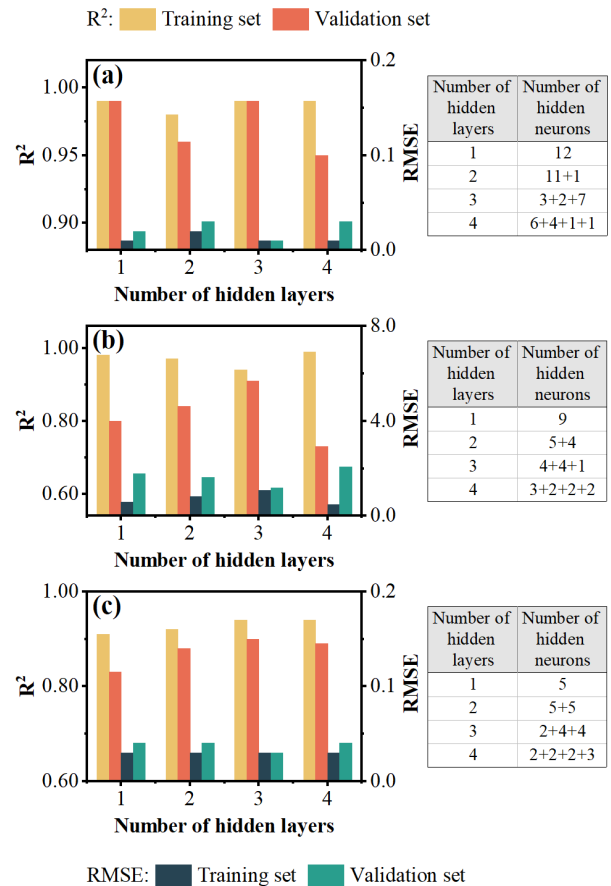 R²: Training set Validation set
(a)
1.00
0.95
0.90
R²
0.2
0.1
0.0
RMSE
1 2 3 4
Number of hidden layers
Number of hidden layers Number of hidden neurons
1 12
2 11+1
3 3+2+7
4 6+4+1+1
(b)
1.00
0.80
0.60
R²
8.0
4.0
0.0
RMSE
1 2 3 4
Number of hidden layers
Number of hidden layers Number of hidden neurons
1 9
2 5+4
3 4+4+1
4 3+2+2+2
(c)
1.00
0.80
0.60
R²
0.2
0.1
0.0
RMSE
1 2 3 4
Number of hidden layers
Number of hidden layers Number of hidden neurons
1 5
2 5+5
3 2+4+4
4 2+2+2+3
RMSE: Training set Validation set